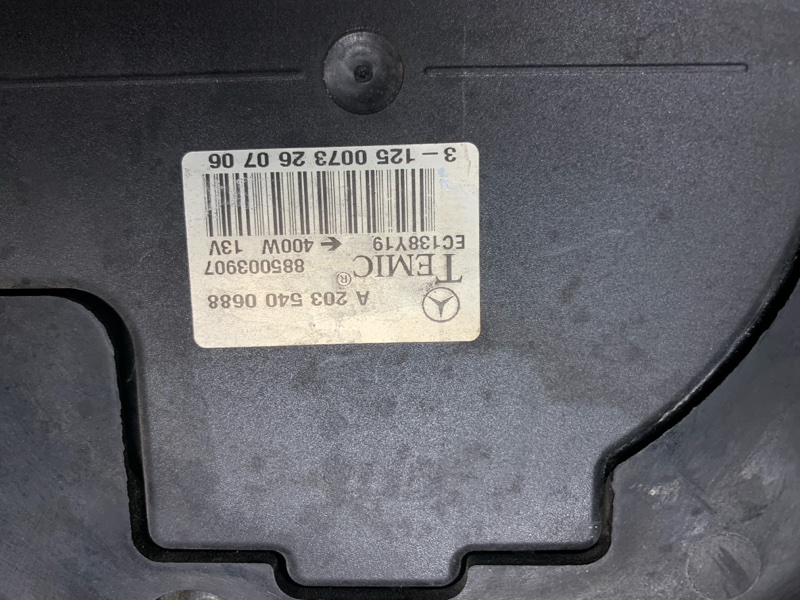 A 203 540 0688
TEMIC® 885003907
EC138Y19 ← 400W 13V
3-125 0073 26 07 06